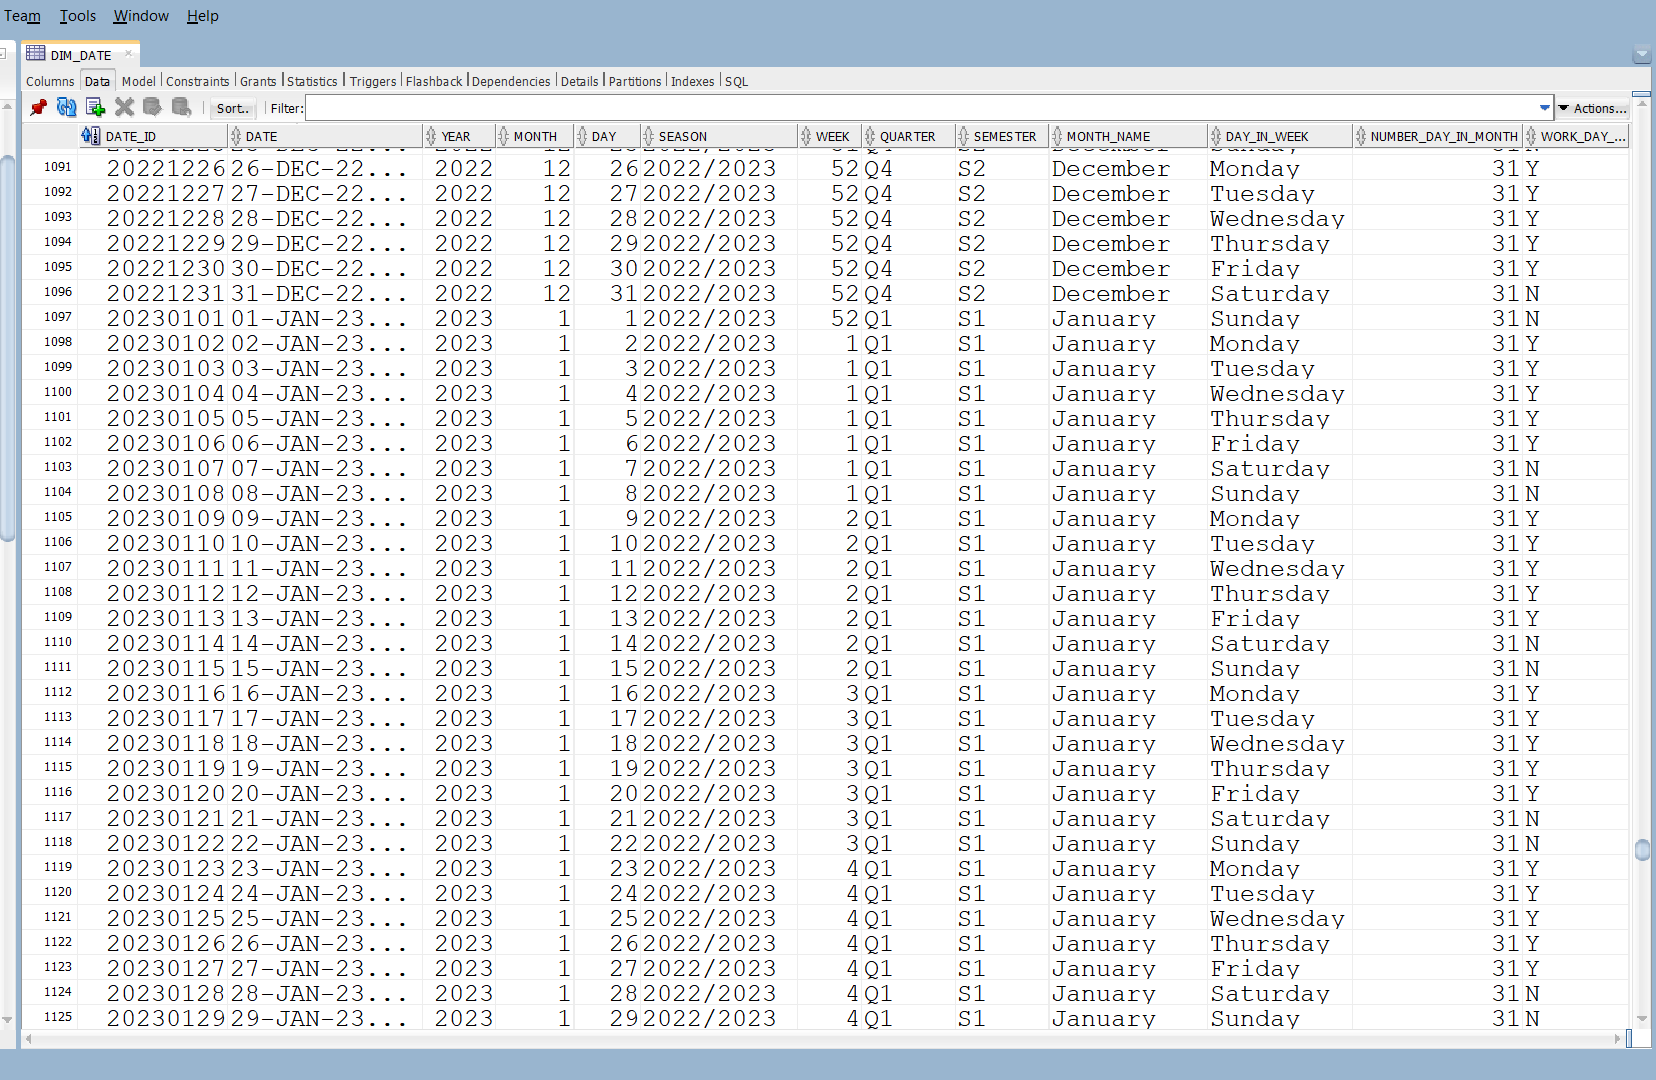 Team Tools Window Help
DIM_DATE
Columns Data Model Constraints Grants Statistics Triggers Flashback Dependencies Details Partitions Indexes SQL
Sort.. Filter: Actions...
DATE_ID DATE YEAR MONTH DAY SEASON WEEK QUARTER SEMESTER MONTH_NAME DAY_IN_WEEK NUMBER_DAY_IN_MONTH WORK_DAY_...
1091 20221226 26-DEC-22... 2022 12 26 2022/2023 52 Q4 S2 December Monday 31 Y
1092 20221227 27-DEC-22... 2022 12 27 2022/2023 52 Q4 S2 December Tuesday 31 Y
1093 20221228 28-DEC-22... 2022 12 28 2022/2023 52 Q4 S2 December Wednesday 31 Y
1094 20221229 29-DEC-22... 2022 12 29 2022/2023 52 Q4 S2 December Thursday 31 Y
1095 20221230 30-DEC-22... 2022 12 30 2022/2023 52 Q4 S2 December Friday 31 Y
1096 20221231 31-DEC-22... 2022 12 31 2022/2023 52 Q4 S2 December Saturday 31 N
1097 20230101 01-JAN-23... 2023 1 1 2022/2023 52 Q1 S1 January Sunday 31 N
1098 20230102 02-JAN-23... 2023 1 2 2022/2023 1 Q1 S1 January Monday 31 Y
1099 20230103 03-JAN-23... 2023 1 3 2022/2023 1 Q1 S1 January Tuesday 31 Y
1100 20230104 04-JAN-23... 2023 1 4 2022/2023 1 Q1 S1 January Wednesday 31 Y
1101 20230105 05-JAN-23... 2023 1 5 2022/2023 1 Q1 S1 January Thursday 31 Y
1102 20230106 06-JAN-23... 2023 1 6 2022/2023 1 Q1 S1 January Friday 31 Y
1103 20230107 07-JAN-23... 2023 1 7 2022/2023 1 Q1 S1 January Saturday 31 N
1104 20230108 08-JAN-23... 2023 1 8 2022/2023 1 Q1 S1 January Sunday 31 N
1105 20230109 09-JAN-23... 2023 1 9 2022/2023 2 Q1 S1 January Monday 31 Y
1106 20230110 10-JAN-23... 2023 1 10 2022/2023 2 Q1 S1 January Tuesday 31 Y
1107 20230111 11-JAN-23... 2023 1 11 2022/2023 2 Q1 S1 January Wednesday 31 Y
1108 20230112 12-JAN-23... 2023 1 12 2022/2023 2 Q1 S1 January Thursday 31 Y
1109 20230113 13-JAN-23... 2023 1 13 2022/2023 2 Q1 S1 January Friday 31 Y
1110 20230114 14-JAN-23... 2023 1 14 2022/2023 2 Q1 S1 January Saturday 31 N
1111 20230115 15-JAN-23... 2023 1 15 2022/2023 2 Q1 S1 January Sunday 31 N
1112 20230116 16-JAN-23... 2023 1 16 2022/2023 3 Q1 S1 January Monday 31 Y
1113 20230117 17-JAN-23... 2023 1 17 2022/2023 3 Q1 S1 January Tuesday 31 Y
1114 20230118 18-JAN-23... 2023 1 18 2022/2023 3 Q1 S1 January Wednesday 31 Y
1115 20230119 19-JAN-23... 2023 1 19 2022/2023 3 Q1 S1 January Thursday 31 Y
1116 20230120 20-JAN-23... 2023 1 20 2022/2023 3 Q1 S1 January Friday 31 Y
1117 20230121 21-JAN-23... 2023 1 21 2022/2023 3 Q1 S1 January Saturday 31 N
1118 20230122 22-JAN-23... 2023 1 22 2022/2023 3 Q1 S1 January Sunday 31 N
1119 20230123 23-JAN-23... 2023 1 23 2022/2023 4 Q1 S1 January Monday 31 Y
1120 20230124 24-JAN-23... 2023 1 24 2022/2023 4 Q1 S1 January Tuesday 31 Y
1121 20230125 25-JAN-23... 2023 1 25 2022/2023 4 Q1 S1 January Wednesday 31 Y
1122 20230126 26-JAN-23... 2023 1 26 2022/2023 4 Q1 S1 January Thursday 31 Y
1123 20230127 27-JAN-23... 2023 1 27 2022/2023 4 Q1 S1 January Friday 31 Y
1124 20230128 28-JAN-23... 2023 1 28 2022/2023 4 Q1 S1 January Saturday 31 N
1125 20230129 29-JAN-23... 2023 1 29 2022/2023 4 Q1 S1 January Sunday 31 N